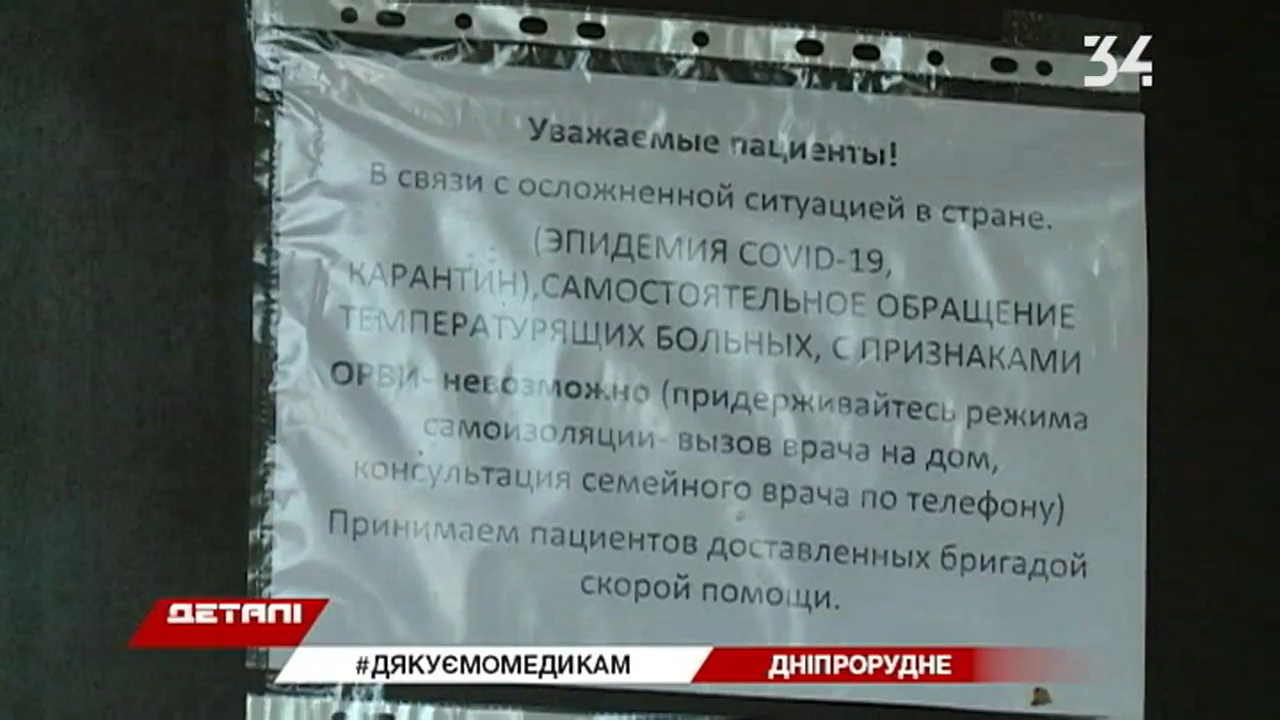 34
Уважаемые пациенты!
В связи с осложненной ситуацией в стране.
(ЭПИДЕМИЯ COVID-19,
КАРАНТИН),САМОСТОЯТЕЛЬНОЕ ОБРАЩЕНИЕ
ТЕМПЕРАТУРЯЩИХ БОЛЬНЫХ, С ПРИЗНАКАМИ
ОРВИ- невозможно (придерживайтесь режима
самоизоляции- вызов врача на дом,
консультация семейного врача по телефону)
Принимаем пациентов доставленных бригадой
скорой помощи.
ДЕТАЛІ
#ДЯКУЄМОМЕДИКАМ
ДНІПРОРУДНЕ